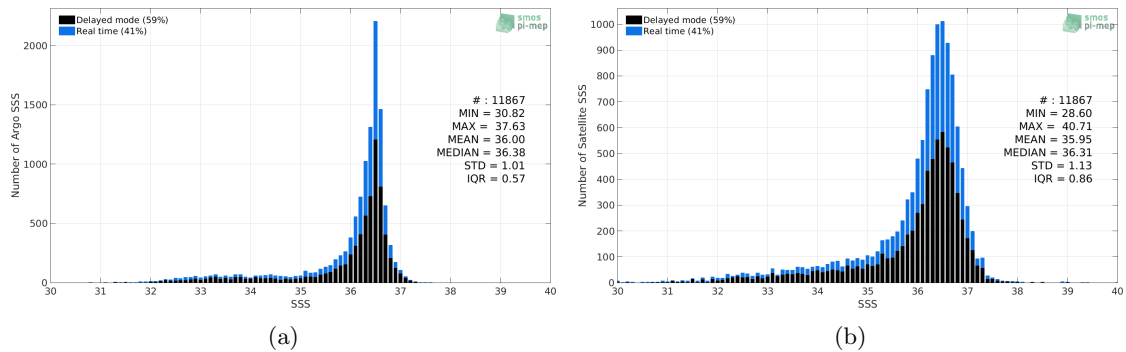 Delayed mode (59%)
Real time (41%)
smos
pi-mep
# : 11867
MIN = 30.82
MAX = 37.63
MEAN = 36.00
MEDIAN = 36.38
STD = 1.01
IQR = 0.57
Number of Argo SSS
2000
1500
1000
500
0
30 31 32 33 34 35 36 37 38 39 40
SSS
(a)
Delayed mode (59%)
Real time (41%)
smos
pi-mep
# : 11867
MIN = 28.60
MAX = 40.71
MEAN = 35.95
MEDIAN = 36.31
STD = 1.13
IQR = 0.86
Number of Satellite SSS
1000
900
800
700
600
500
400
300
200
100
0
30 31 32 33 34 35 36 37 38 39 40
SSS
(b)